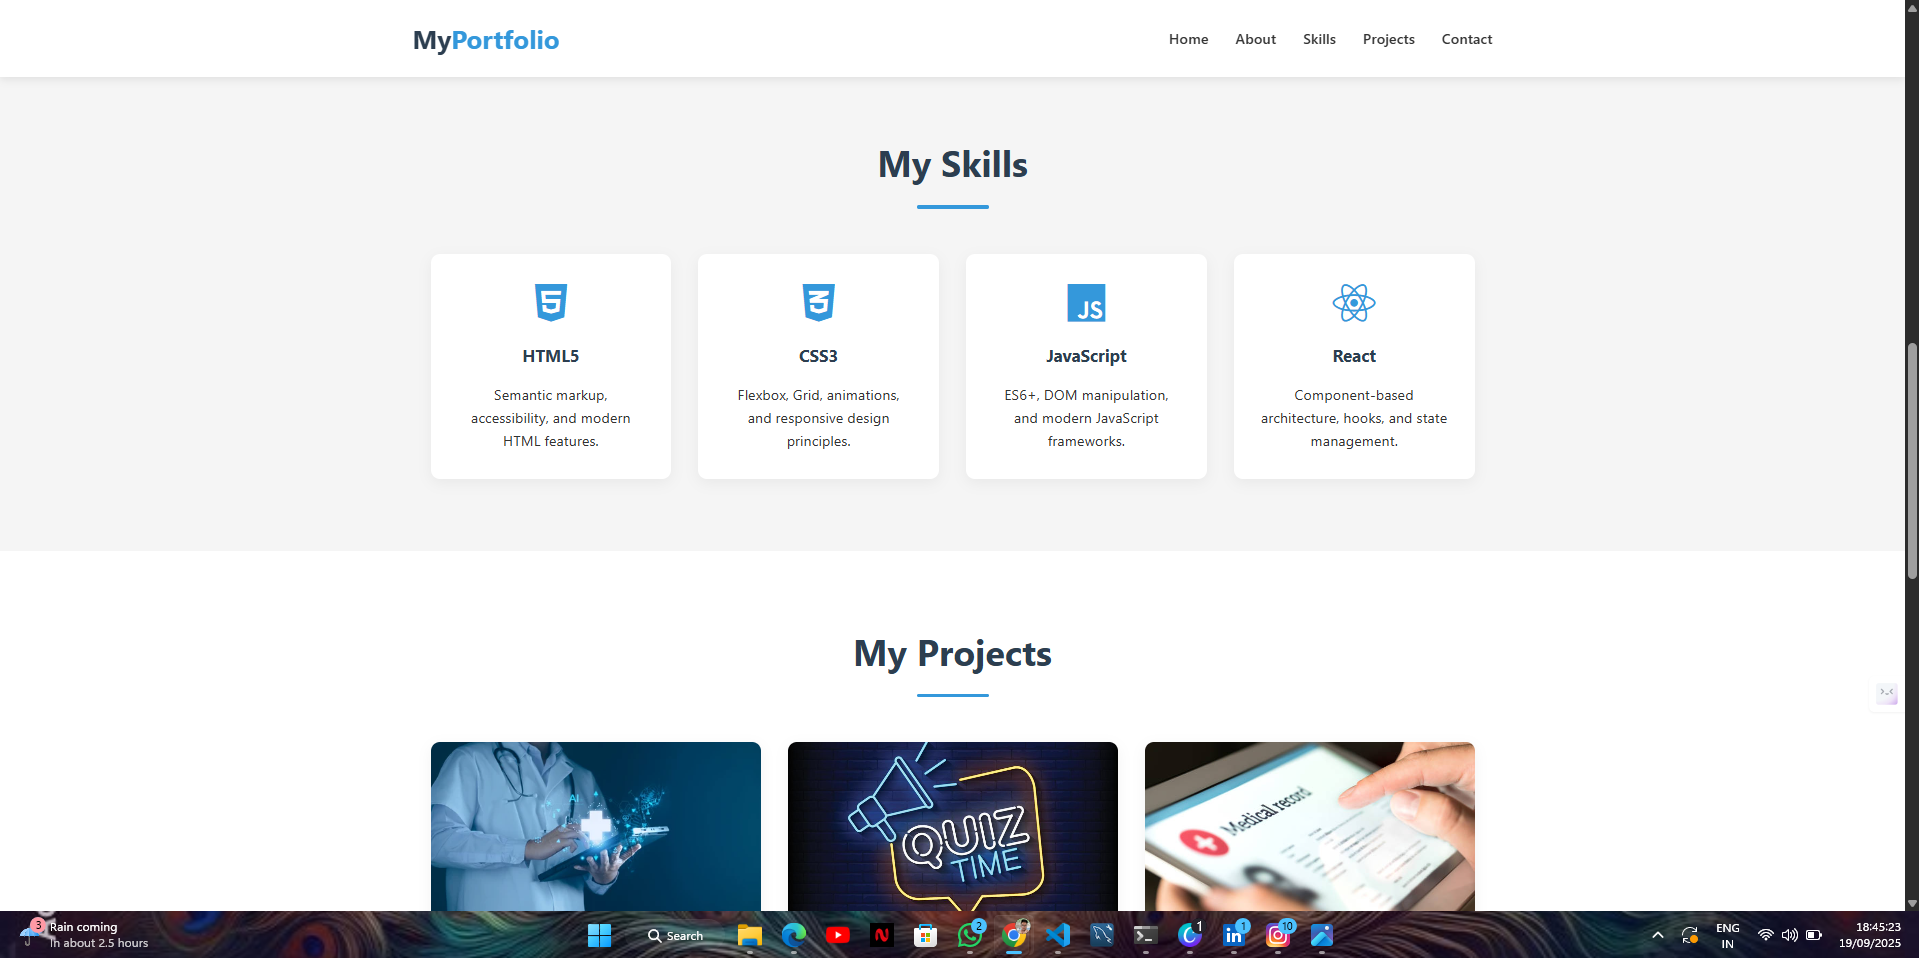 MyPortfolio
Home About Skills Projects Contact
My Skills
HTML5
Semantic markup,
accessibility, and modern
HTML features.
CSS3
Flexbox, Grid, animations,
and responsive design
principles.
JS
JavaScript
ES6+, DOM manipulation,
and modern JavaScript
frameworks.
React
Component-based
architecture, hooks, and state
management.
My Projects
AI
QUIZ
TIME
Medical record
3
Rain coming
In about 2.5 hours
Search
2
1
in
1
10
ENG
IN
18:45:23
19/09/2025